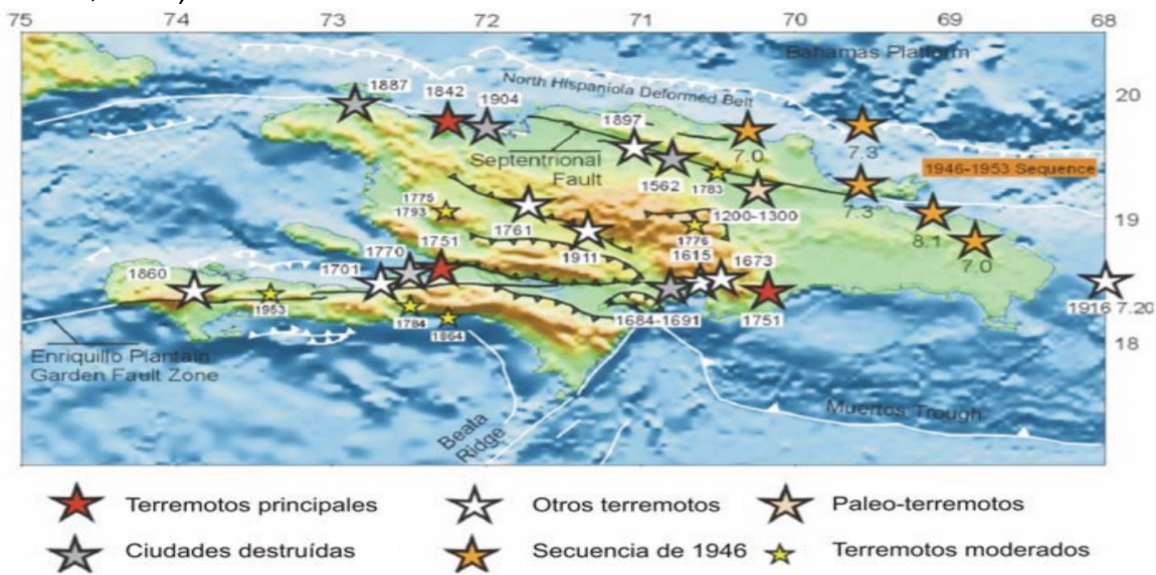 75 74 73 72 71 70 69 68
Bahamas Platform
North Hispaniola Deformed Belt
20
1887
1842
1904
1897
7.0
7.3
Septentrional
Fault
1562
1783
1946-1953 Sequence
7.3
1775
1793
1200-1300
19
1761
1776
8.1
1770
1751
1911
1615
1673
7.0
1860
1701
1953
1784
1864
1684-1691
1751
1916 7.20
18
Enriquillo Plantain
Garden Fault Zone
Beata
Ridge
Muertos Trough
Terremotos principales
Otros terremotos
Paleo-terremotos
Ciudades destruídas
Secuencia de 1946
Terremotos moderados